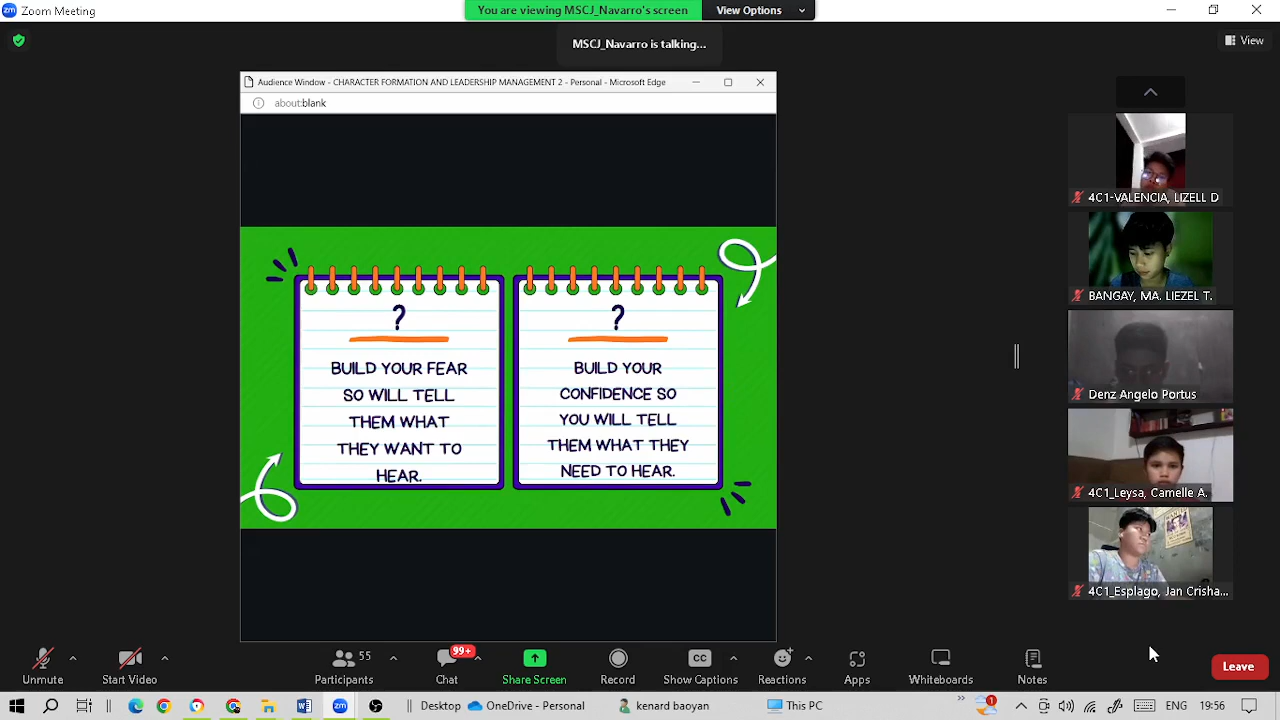 Zoom Meeting
You are viewing MSCJ_Navarro's screen
View Options
MSCJ_Navarro is talking...
View
Audience Window - CHARACTER FORMATION AND LEADERSHIP MANAGEMENT 2 - Personal - Microsoft Edge
about:blank
?
BUILD YOUR FEAR
SO WILL TELL
THEM WHAT
THEY WANT TO
HEAR.
?
BUILD YOUR
CONFIDENCE SO
YOU WILL TELL
THEM WHAT THEY
NEED TO HEAR.
4C1-VALENCIA, LIZELL D
BANGAY, MA. LIEZEL T.
Denz Angelo Portus
4C1_Leysa, Camelle A.
4C1_Esplago, Jan Crisha...
Unmute
Start Video
55
Participants
99+
Chat
Share Screen
Record
CC
Show Captions
Reactions
Apps
Whiteboards
Notes
Leave
zm
Desktop
OneDrive - Personal
kenard baoyan
This PC
1
ENG
19:56